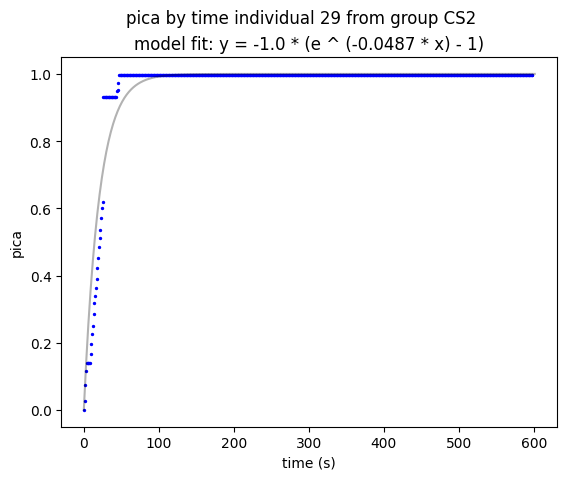 pica by time individual 29 from group CS2
model fit: y = -1.0 * (e ^ (-0.0487 * x) - 1)
1.0
0.8
0.6
0.4
0.2
0.0
pica
0 100 200 300 400 500 600
time (s)